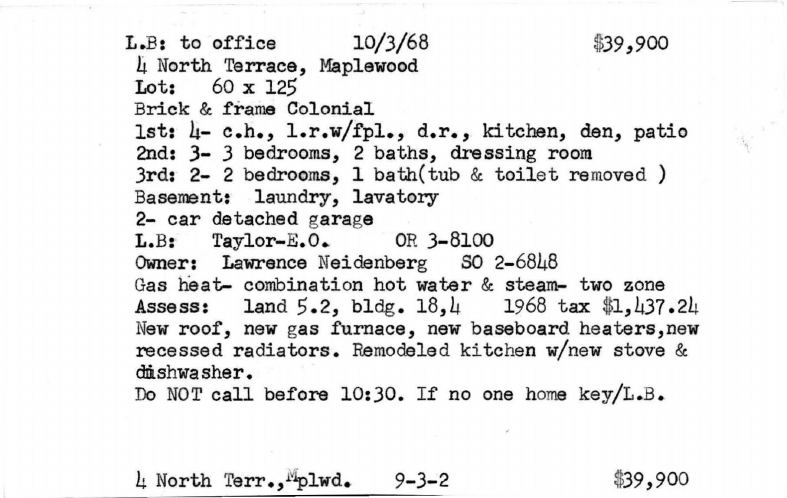 L.B: to office 10/3/68 $39,900
4 North Terrace, Maplewood
Lot: 60 x 125
Brick & frame Colonial
1st: 4- c.h., l.r.w/fpl., d.r., kitchen, den, patio
2nd: 3- 3 bedrooms, 2 baths, dressing room
3rd: 2- 2 bedrooms, 1 bath(tub & toilet removed )
Basement: laundry, lavatory
2- car detached garage
L.B: Taylor-E.O. OR 3-8100
Owner: Lawrence Neidenberg SO 2-6848
Gas heat- combination hot water & steam- two zone
Assess: land 5.2, bldg. 18,4 1968 tax $1,437.24
New roof, new gas furnace, new baseboard heaters,new
recessed radiators. Remodeled kitchen w/new stove &
dishwasher.
Do NOT call before 10:30. If no one home key/L.B.
4 North Terr.,Mplwd. 9-3-2 $39,900